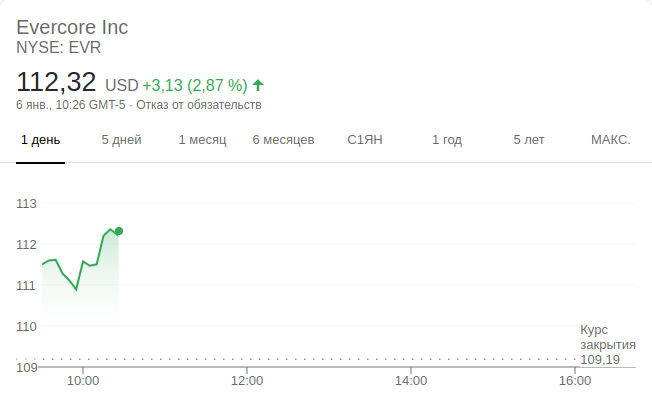 Evercore Inc
NYSE: EVR
112,32 USD +3,13 (2,87 %)
6 янв., 10:26 GMT-5 · Отказ от обязательств
1 день 5 дней 1 месяц 6 месяцев С1ЯН 1 год 5 лет МАКС.
113
112
111
110
Курс
закрытия
109,19
109
10:00 12:00 14:00 16:00